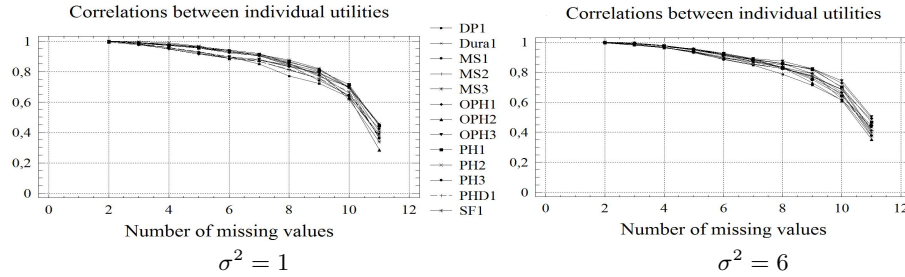 Correlations between individual utilities
1
0,8
0,6
0,4
0,2
0
0 2 4 6 8 10 12
Number of missing values
σ² = 1
DP1
Dura1
MS1
MS2
MS3
OPH1
OPH2
OPH3
PH1
PH2
PH3
PHD1
SF1
Correlations between individual utilities
1
0,8
0,6
0,4
0,2
0
0 2 4 6 8 10 12
Number of missing values
σ² = 6